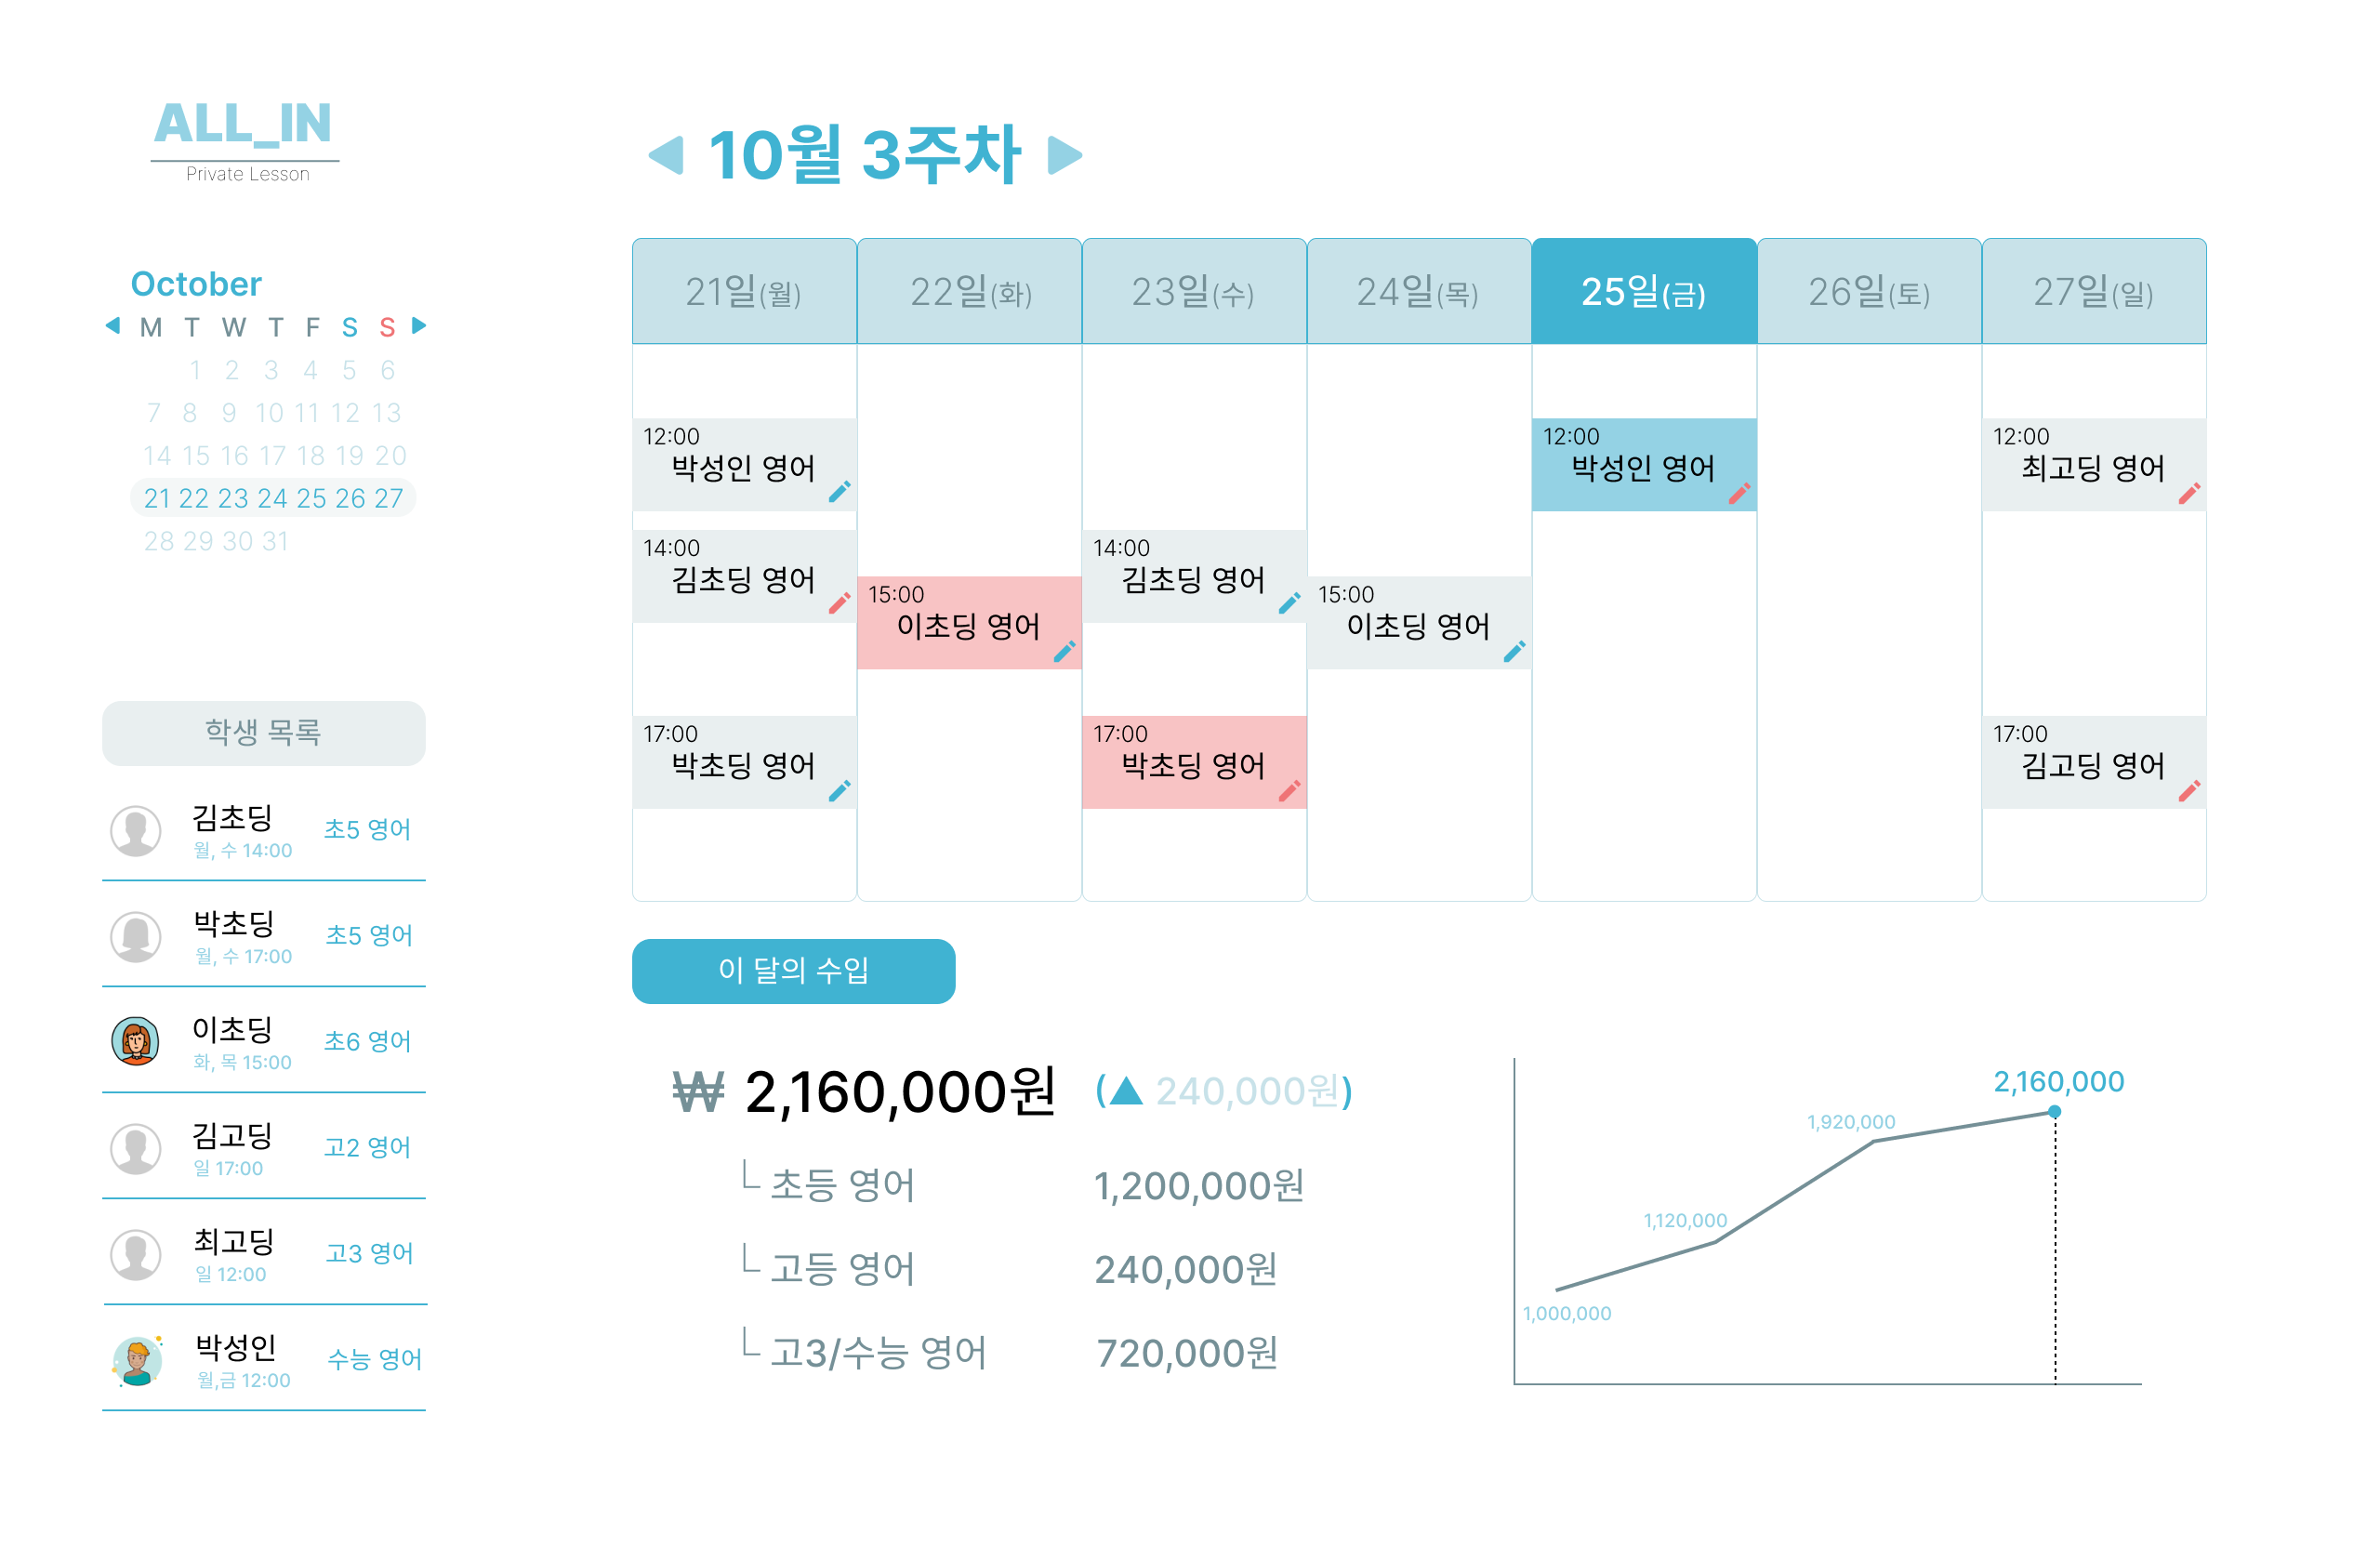 ALL_IN
Private Lesson
October
M T W T F S S
1 2 3 4 5 6
7 8 9 10 11 12 13
14 15 16 17 18 19 20
21 22 23 24 25 26 27
28 29 30 31
학생 목록
김초딩
초5 영어
월, 수 14:00
박초딩
초5 영어
월, 수 17:00
이초딩
초6 영어
화, 목 15:00
김고딩
고2 영어
일 17:00
최고딩
고3 영어
일 12:00
박성인
수능 영어
월,금 12:00
10월 3주차
21일(월) 22일(화) 23일(수) 24일(목) 25일(금) 26일(토) 27일(일)
12:00
박성인 영어
14:00
김초딩 영어
17:00
박초딩 영어
15:00
이초딩 영어
14:00
김초딩 영어
17:00
박초딩 영어
15:00
이초딩 영어
12:00
박성인 영어
12:00
최고딩 영어
17:00
김고딩 영어
이 달의 수입
₩ 2,160,000원 (▲ 240,000원)
초등 영어 1,200,000원
고등 영어 240,000원
고3/수능 영어 720,000원
1,000,000
1,120,000
1,920,000
2,160,000